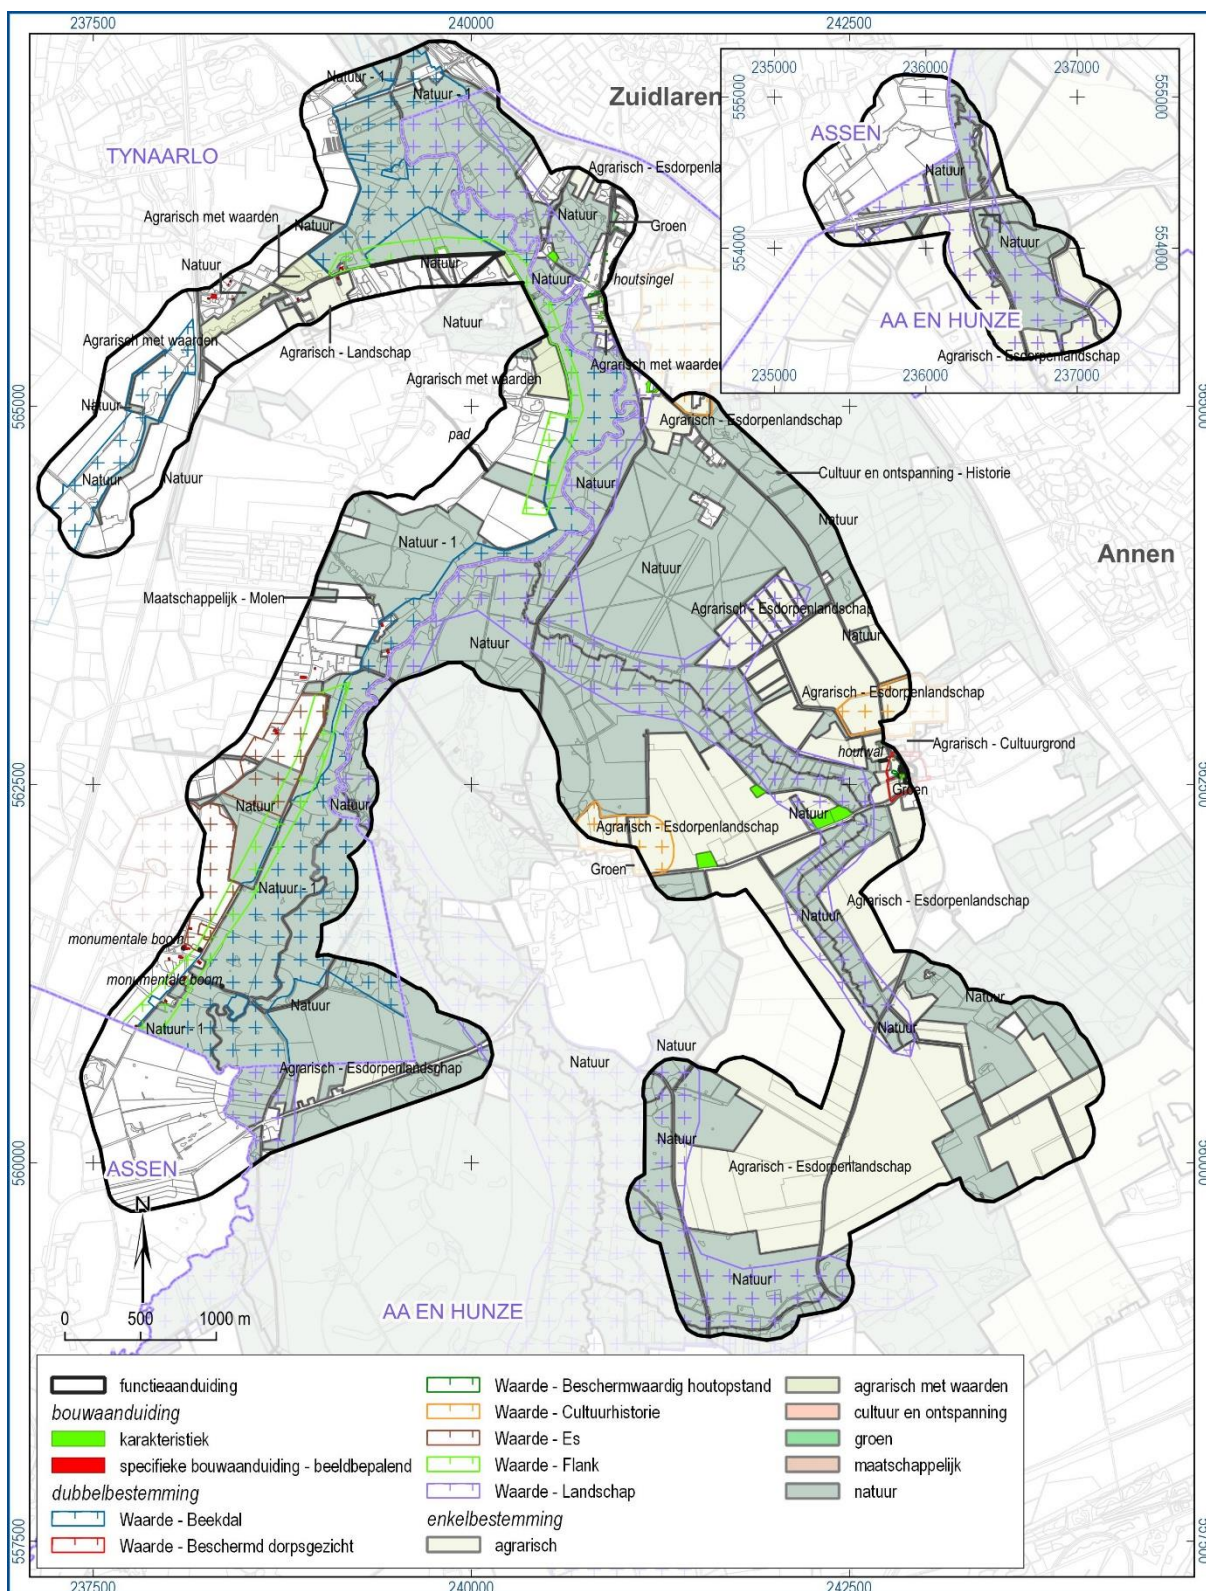 237500 240000 242500
235000 236000 237000
555000 555000
Natuur - 1
Natuur - 1
Zuidlaren
ASSEN
TYNAARLO
Natuur
Agrarisch - Esdorpenla
Agrarisch met waarden
Natuur
Natuur
Groen
Natuur
Natuur
Natuur
Natuur
houtsingel
554000 554000
AA EN HUNZE
Natuur
Agrarisch met waarden
Agrarisch - Landschap
Agrarisch met waarden
Agrarisch - Esdorpenlandschap
Agrarisch met waarden
235000 236000 237000
565000 565000
Natuur
Agrarisch - Esdorpenlandschap
pad
Natuur
Natuur
Natuur
Cultuur en ontspanning - Historie
Natuur
Natuur - 1
Annen
Natuur
Maatschappelijk - Molen
Agrarisch - Esdorpenlandschap
Natuur
Natuur
Agrarisch - Esdorpenlandschap
houtwal
Agrarisch - Cultuurgrond
562500 562500
Natuur
Natuur
Groen
Natuur
Agrarisch - Esdorpenlandschap
Groen
Natuur - 1
Agrarisch - Esdorpenlandschap
Natuur
monumentale boom
monumentale boom
Natuur
Natuur
Natuur - 1
Natuur
Natuur
Natuur
Agrarisch - Esdorpenlandschap
Natuur
560000 560000
ASSEN
Agrarisch - Esdorpenlandschap
N
Natuur
0 500 1000 m
AA EN HUNZE
functieaanduiding
bouwaanduiding
karakteristiek
specifieke bouwaanduiding - beeldbepalend
dubbelbestemming
Waarde - Beekdal
Waarde - Beschermd dorpsgezicht
Waarde - Beschermwaardig houtopstand
Waarde - Cultuurhistorie
Waarde - Es
Waarde - Flank
Waarde - Landschap
enkelbestemming
agrarisch
agrarisch met waarden
cultuur en ontspanning
groen
maatschappelijk
natuur
557500 557500
237500 240000 242500